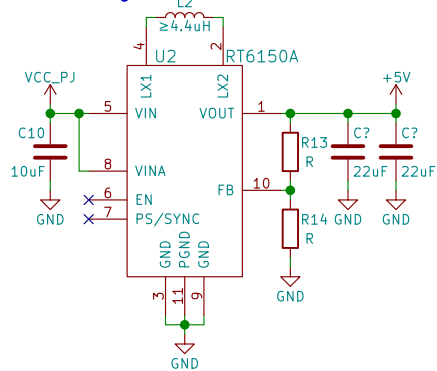 L2
≥4.4uH
4
2
U2
RT6150A
LX1
LX2
VCC_PJ
+5V
5
VIN
VOUT
1
C10
10uF
R13
R
C?
22uF
C?
22uF
8
VINA
6
EN
FB
10
7
PS/SYNC
GND
R14
R
GND
GND
GND
PGND
GND
3
11
9
GND
GND